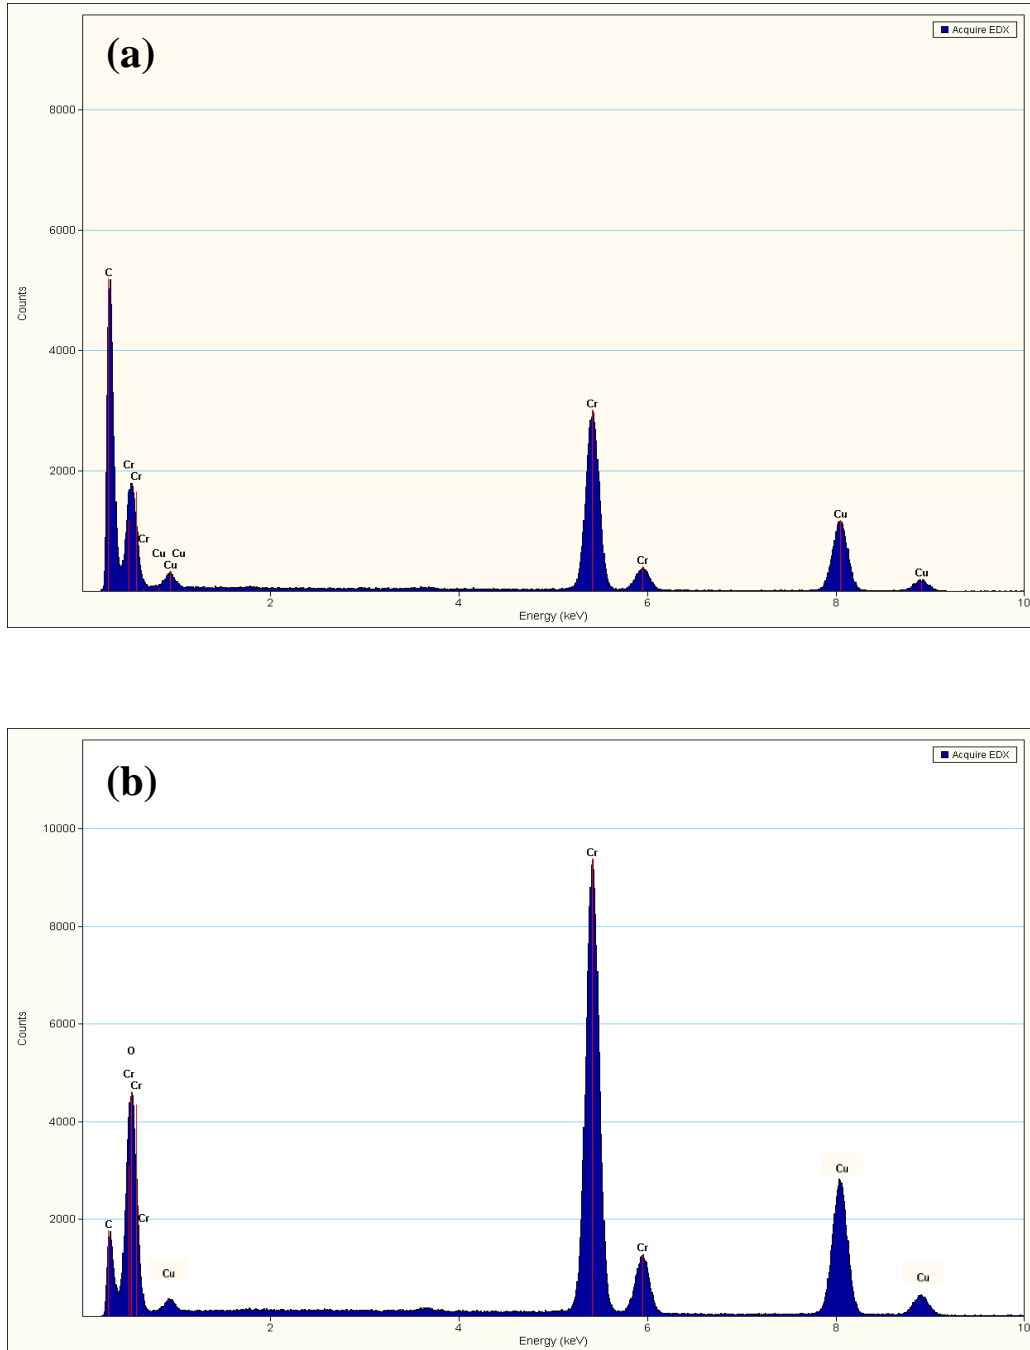 (a)
Acquire EDX
8000
6000
4000
2000
Counts
C
Cr
Cr
Cr
Cu Cu
Cu
Cr
Cr
Cu
Cu
2 4 6 8 10
Energy (keV)
(b)
Acquire EDX
10000
8000
6000
4000
2000
Counts
O
Cr
Cr
C
Cr
Cu
Cr
Cr
Cu
Cu
2 4 6 8 10
Energy (keV)